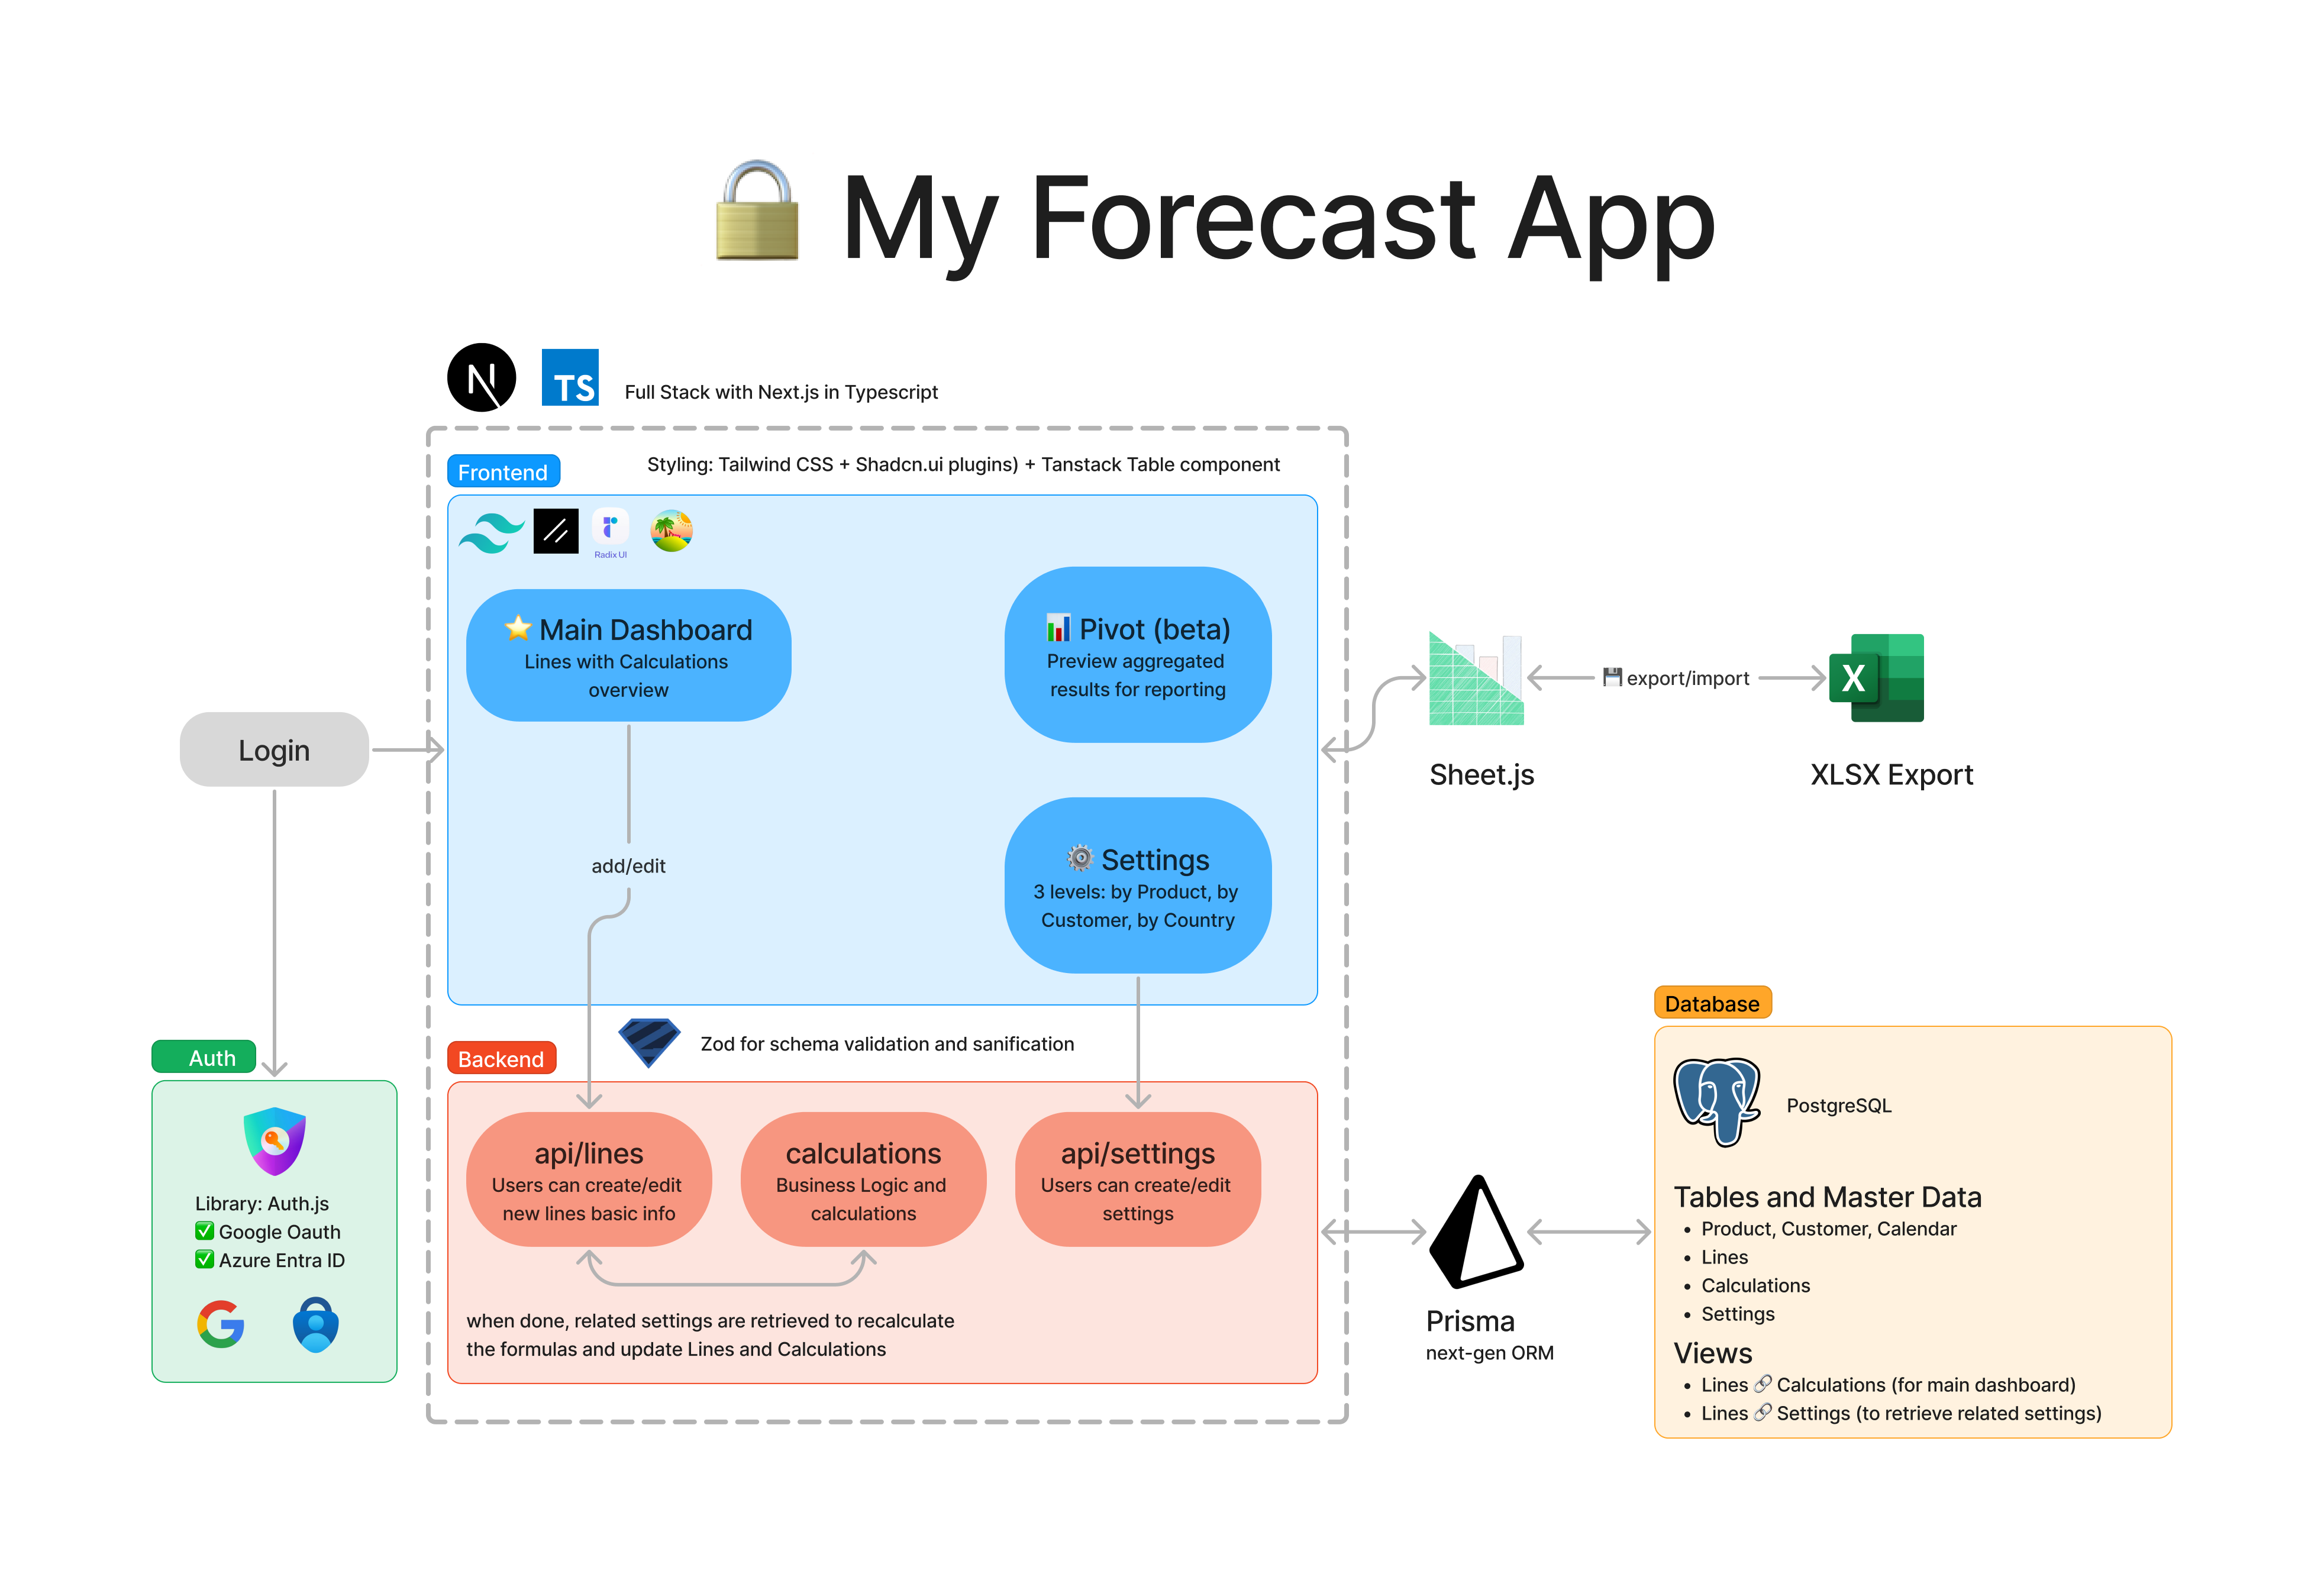 🔒 My Forecast App
N
TS
Full Stack with Next.js in Typescript
Frontend
Styling: Tailwind CSS + Shadcn.ui plugins) + Tanstack Table component
Radix UI
⭐ Main Dashboard
Lines with Calculations
overview
📊 Pivot (beta)
Preview aggregated
results for reporting
💾 export/import
X
Sheet.js
XLSX Export
Login
add/edit
⚙️ Settings
3 levels: by Product, by
Customer, by Country
Auth
Library: Auth.js
✅ Google Oauth
✅ Azure Entra ID
G
Backend
Zod for schema validation and sanification
api/lines
Users can create/edit
new lines basic info
calculations
Business Logic and
calculations
api/settings
Users can create/edit
settings
when done, related settings are retrieved to recalculate
the formulas and update Lines and Calculations
Prisma
next-gen ORM
Database
PostgreSQL
Tables and Master Data
• Product, Customer, Calendar
• Lines
• Calculations
• Settings
Views
• Lines 🔗 Calculations (for main dashboard)
• Lines 🔗 Settings (to retrieve related settings)